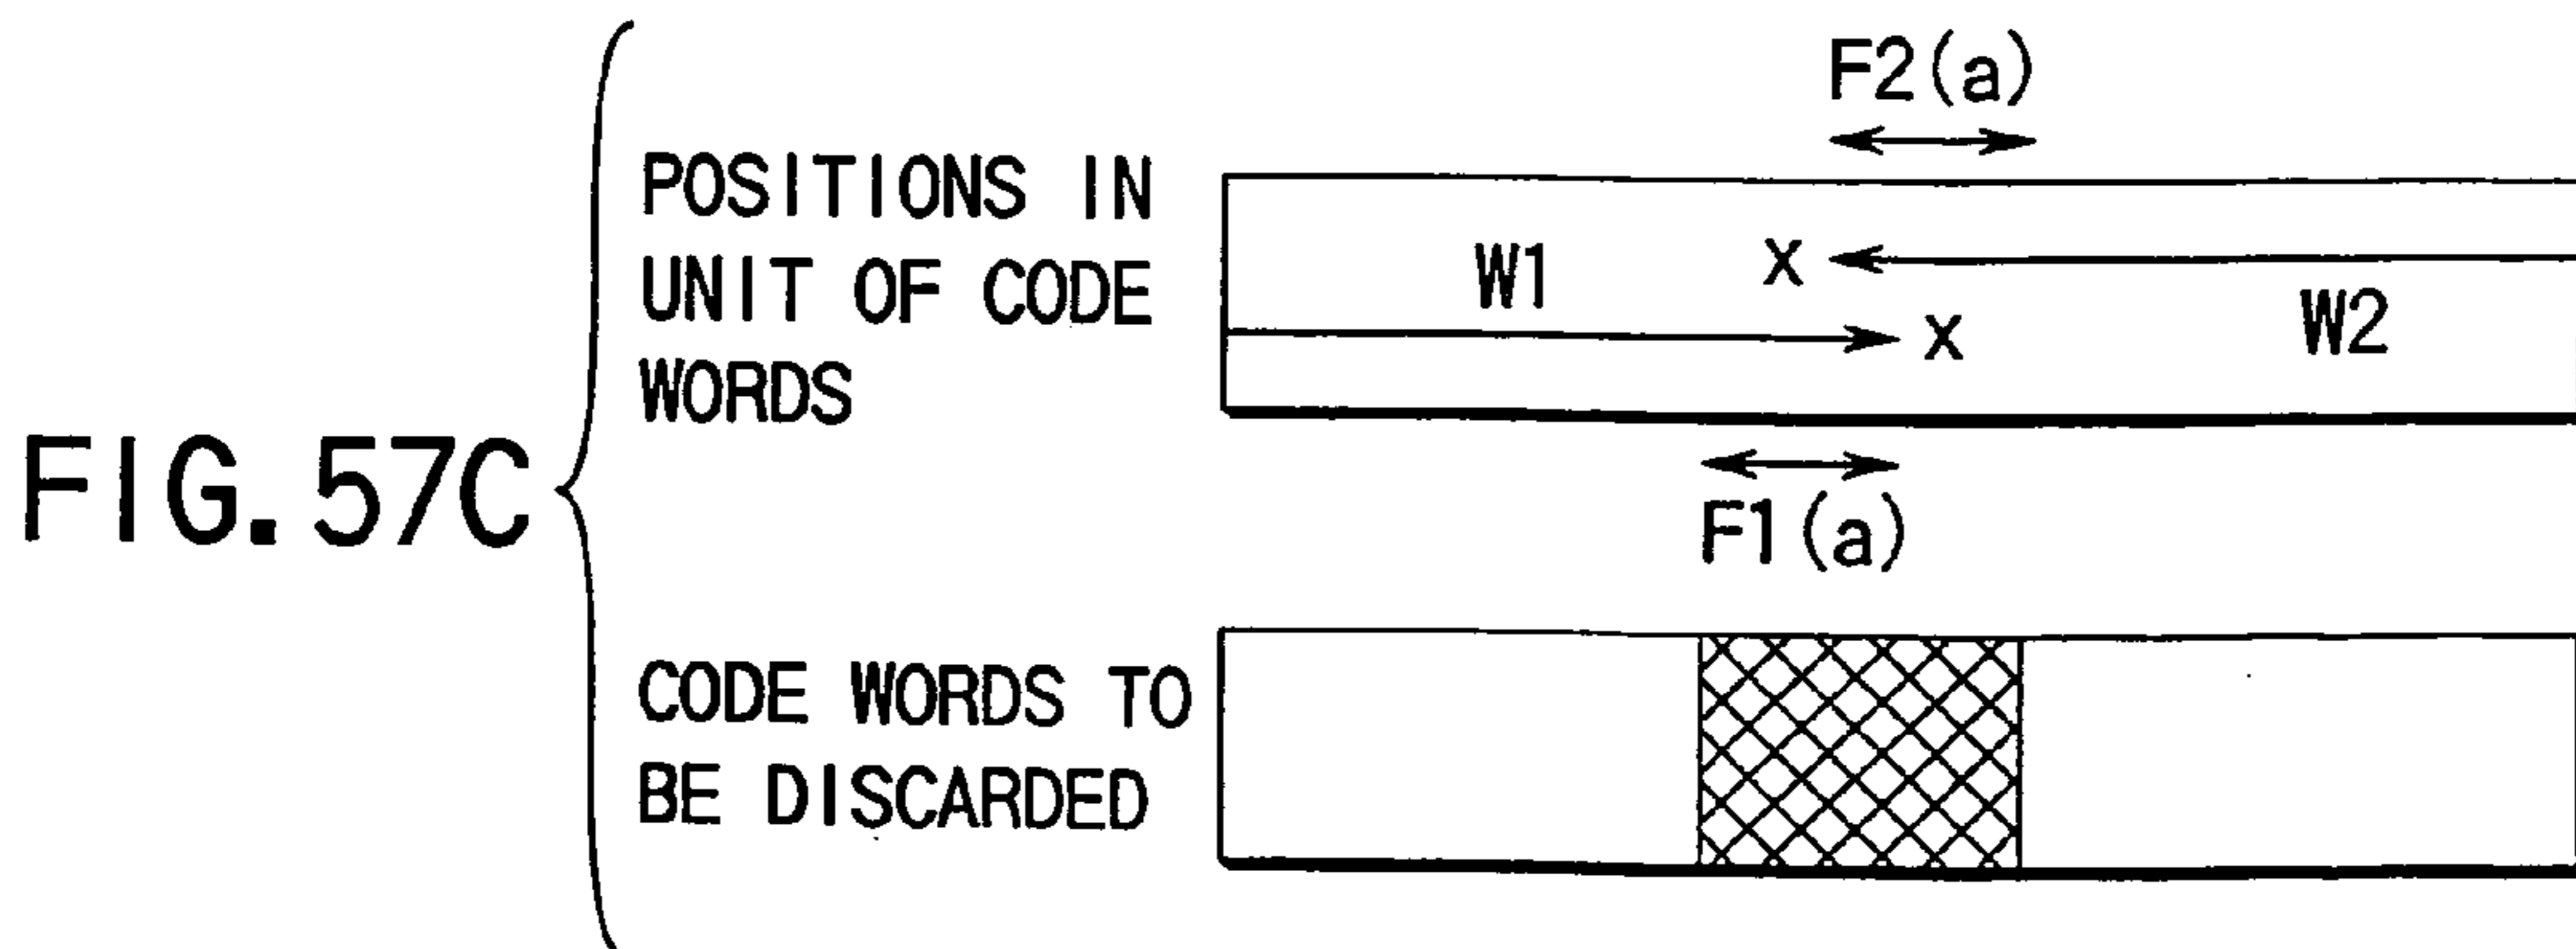 FIG. 57C
POSITIONS IN
UNIT OF CODE
WORDS
F2(a)
W1
x
x
W2
F1(a)
CODE WORDS TO
BE DISCARDED